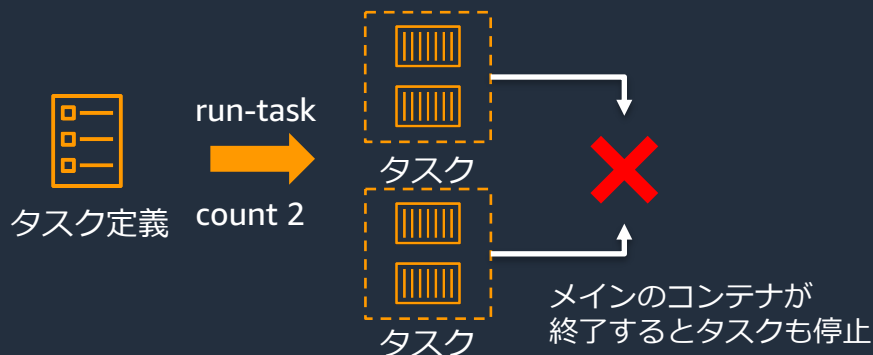 run-task
count 2
タスク定義
タスク
タスク
メインのコンテナが
終了するとタスクも停止